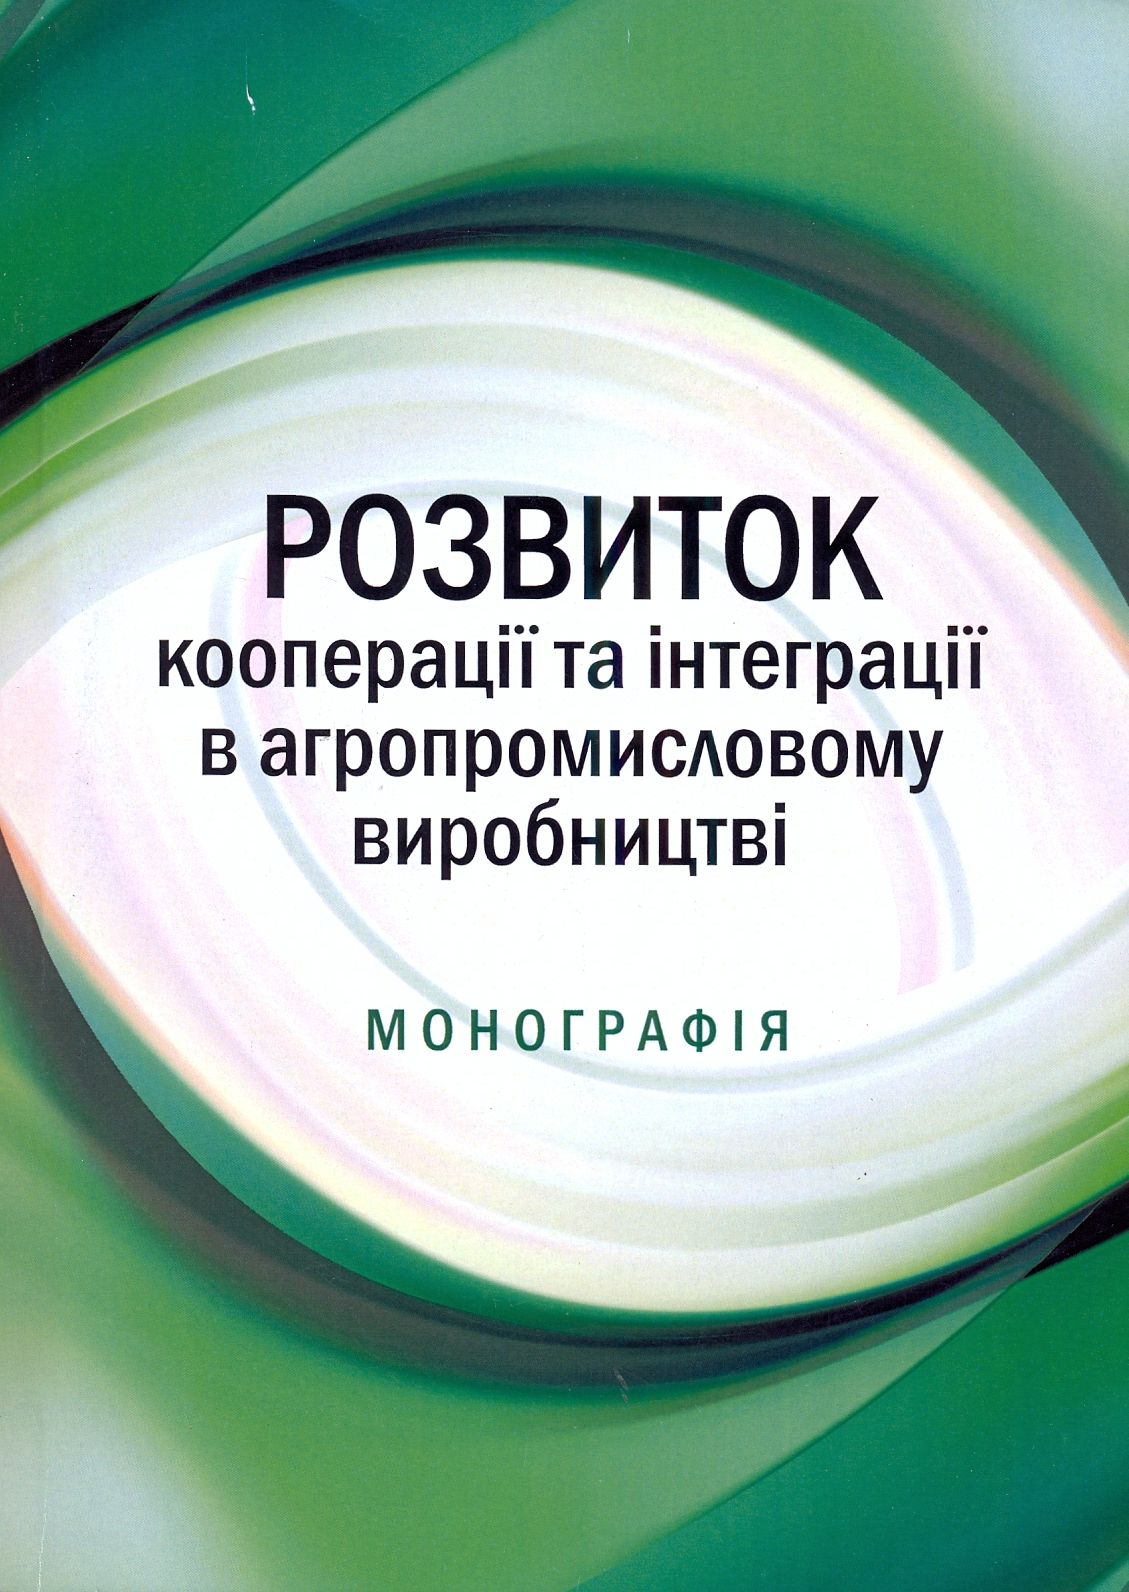 РОЗВИТОК
кооперації та інтеграції
в агропромисловому
виробництві
МОНОГРАФІЯ